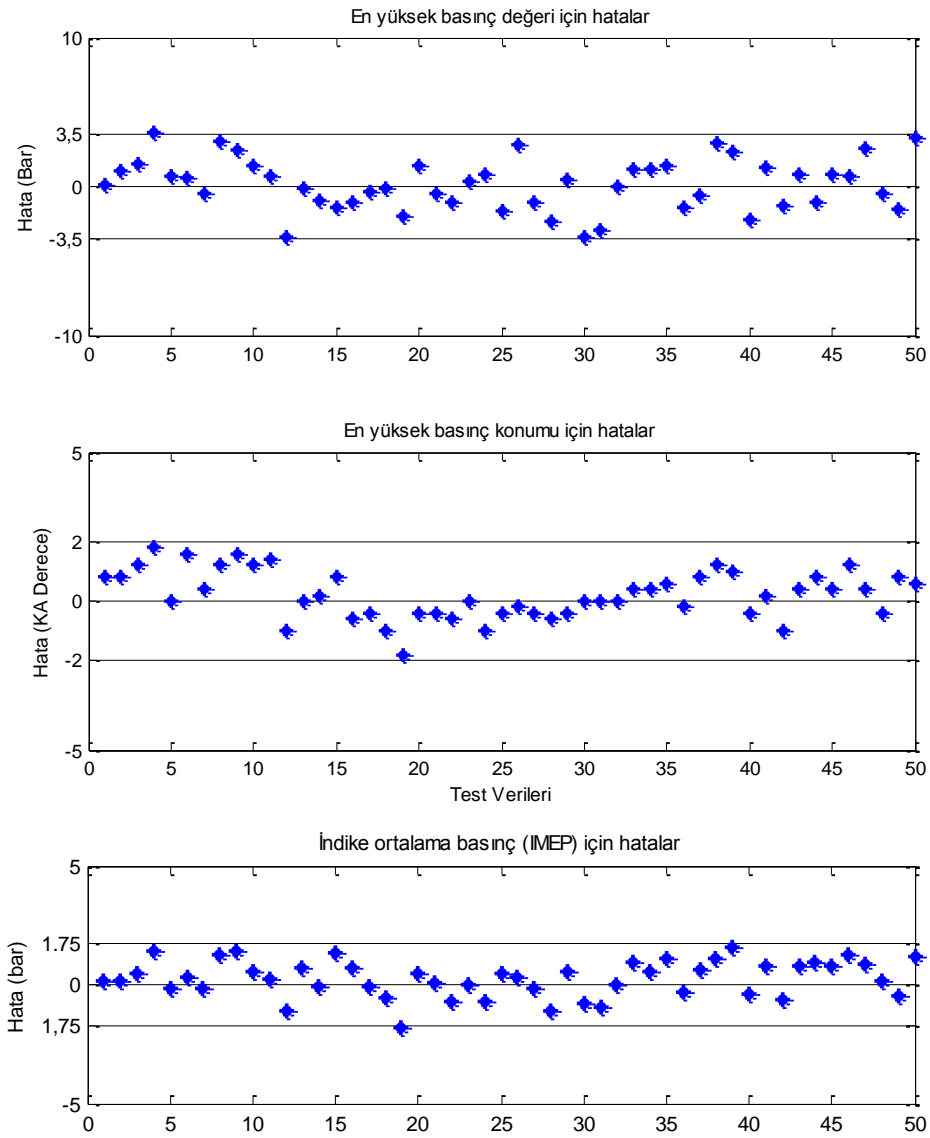 En yüksek basınç değeri için hatalar
Hata (Bar)
10
3,5
0
-3,5
-10
0 5 10 15 20 25 30 35 40 45 50
En yüksek basınç konumu için hatalar
Hata (KA Derece)
5
2
0
-2
-5
0 5 10 15 20 25 30 35 40 45 50
Test Verileri
İndike ortalama basınç (IMEP) için hatalar
Hata (bar)
5
1.75
0
1,75
-5
0 5 10 15 20 25 30 35 40 45 50